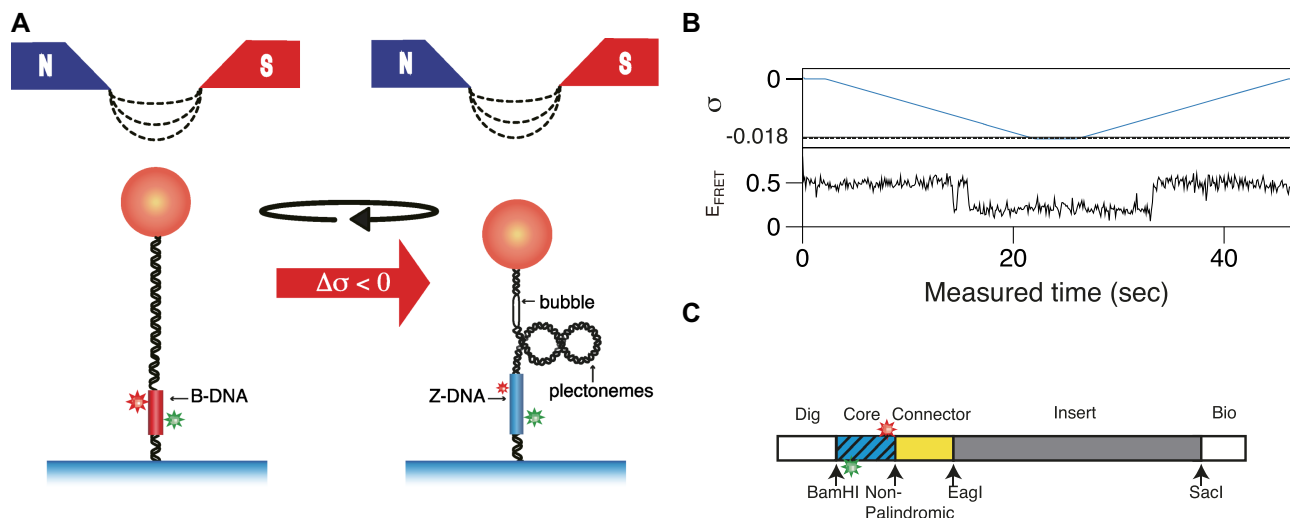 A
N S
N S
Δσ < 0
bubble
plectonemes
B-DNA
Z-DNA
B
σ
0
-0.018
E_FRET
0.5
0
0 20 40
Measured time (sec)
C
Dig Core Connector Insert Bio
BamHI Non- EagI SacI
Palindromic